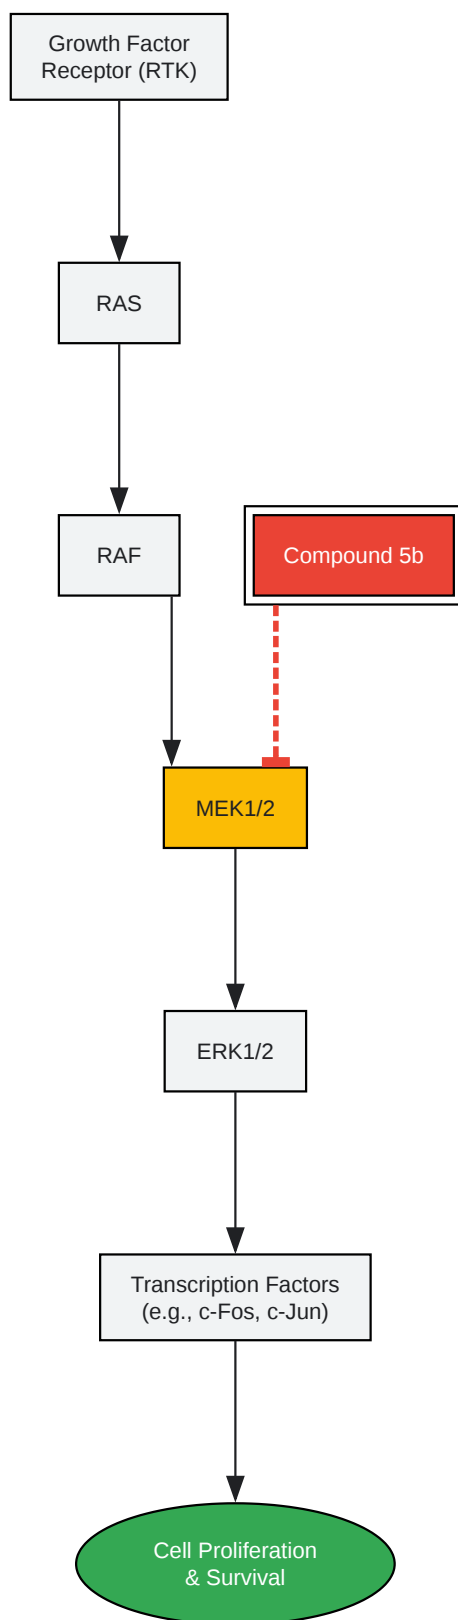 Growth Factor
Receptor (RTK)
RAS
RAF
Compound 5b
MEK1/2
ERK1/2
Transcription Factors
(e.g., c-Fos, c-Jun)
Cell Proliferation
& Survival